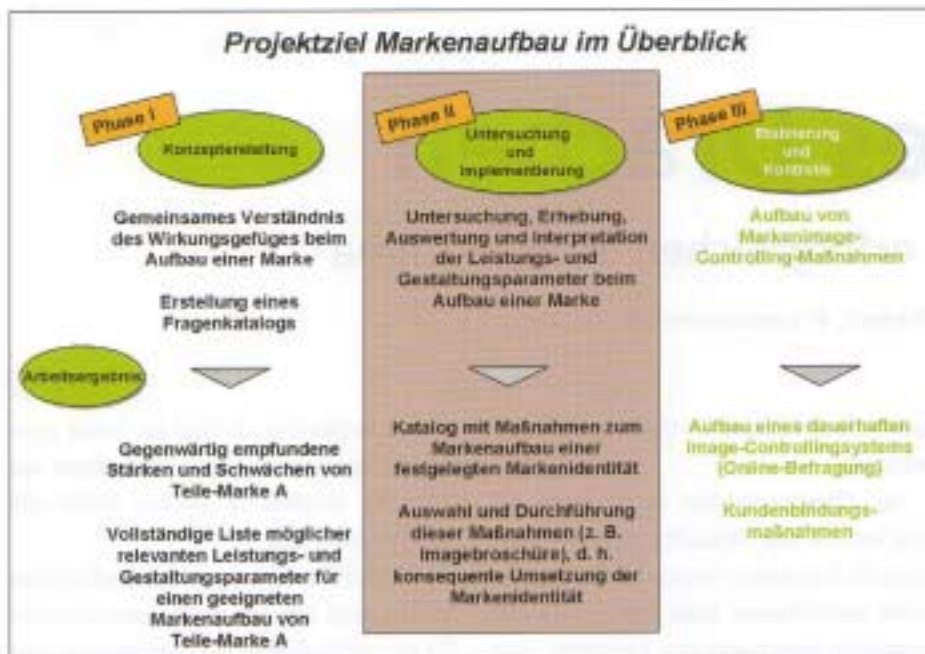 Projektziel Markenaufbau im Überblick
Phase I
Konzepterstellung
Gemeinsames Verständnis
des Wirkungsgefüges beim
Aufbau einer Marke
Erstellung eines
Fragenkatalogs
Arbeitsergebnis
Gegenwärtig empfundene
Stärken und Schwächen von
Teile-Marke A
Vollständige Liste möglicher
relevanten Leistungs- und
Gestaltungsparameter für
einen geeigneten
Markenaufbau von
Teile-Marke A
Phase II
Untersuchung
und
Implementierung
Untersuchung, Erhebung,
Auswertung und Interpretation
der Leistungs- und
Gestaltungsparameter beim
Aufbau einer Marke
Katalog mit Maßnahmen zum
Markenaufbau einer
festgelegten Markenidentität
Auswahl und Durchführung
dieser Maßnahmen (z. B.
Imagebroschüre), d. h.
konsequente Umsetzung der
Markenidentität
Phase III
Etablierung
und
Kontrolle
Aufbau von
Markenimage-
Controlling-Maßnahmen
Aufbau eines dauerhaften
Image-Controllingsystems
(Online-Befragung)
Kundenbindungs-
maßnahmen